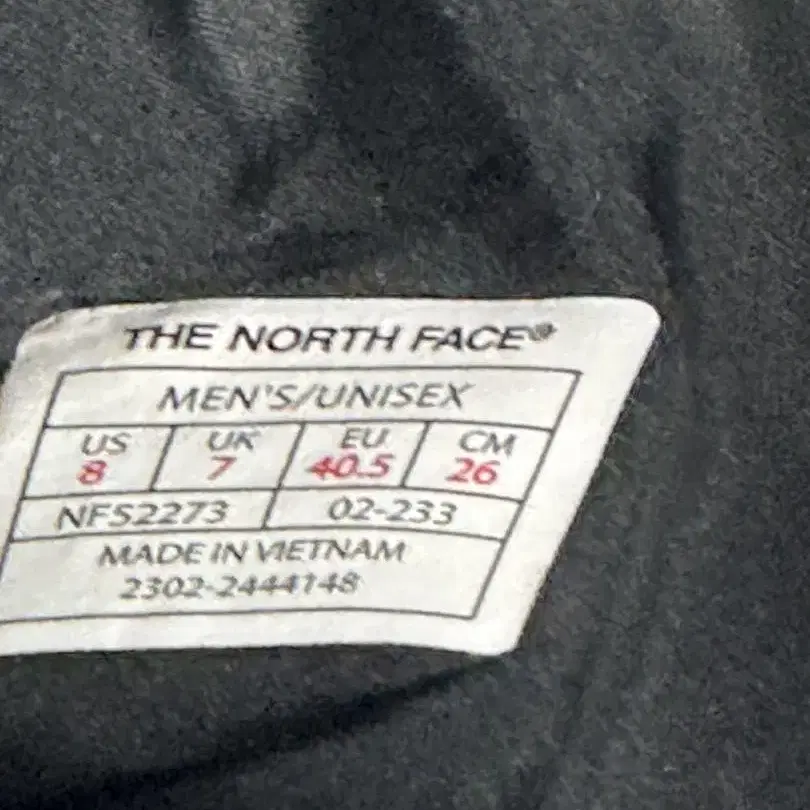 THE NORTH FACE®
MEN'S/UNISEX
US UK EU CM
8 7 40.5 26
NFS2273 02-233
MADE IN VIETNAM
2302-2444148